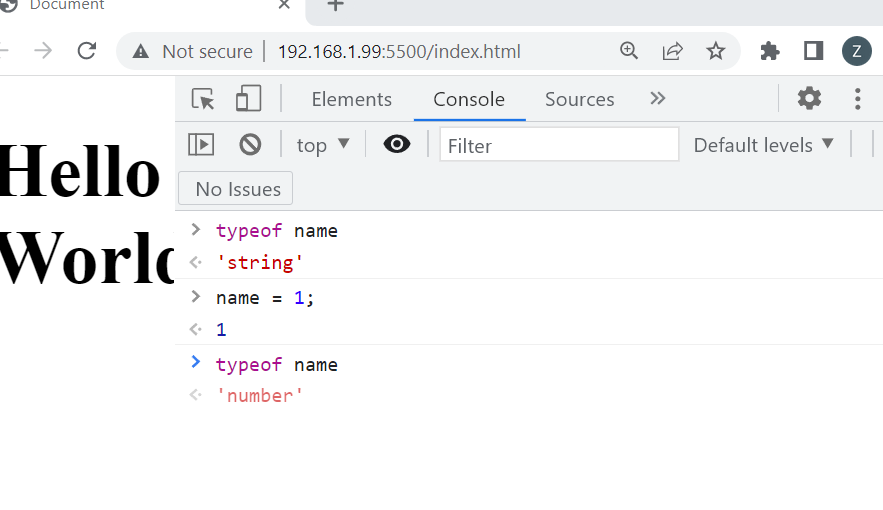 Document
Not secure 192.168.1.99:5500/index.html Z
Elements Console Sources
top Filter Default levels
No Issues
Hello
World
typeof name
'string'
name = 1;
1
typeof name
'number'